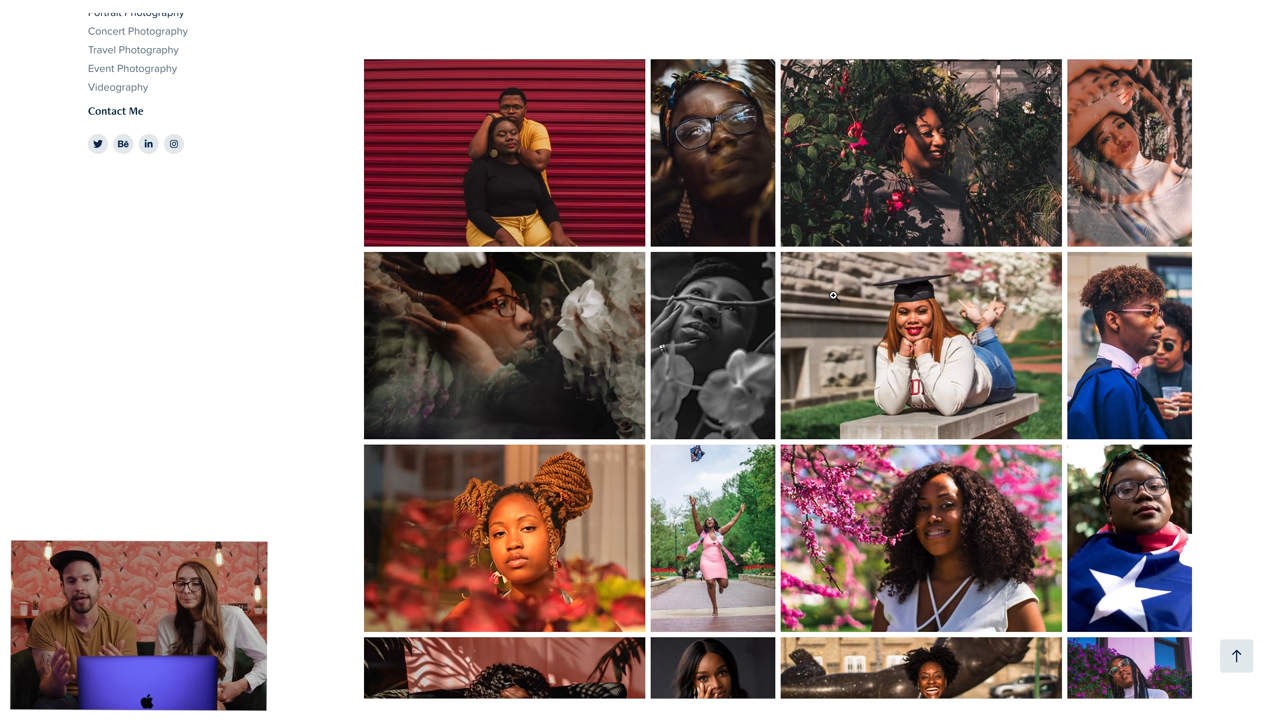 Portrait Photography
Concert Photography
Travel Photography
Event Photography
Videography
Contact Me
Bē
in